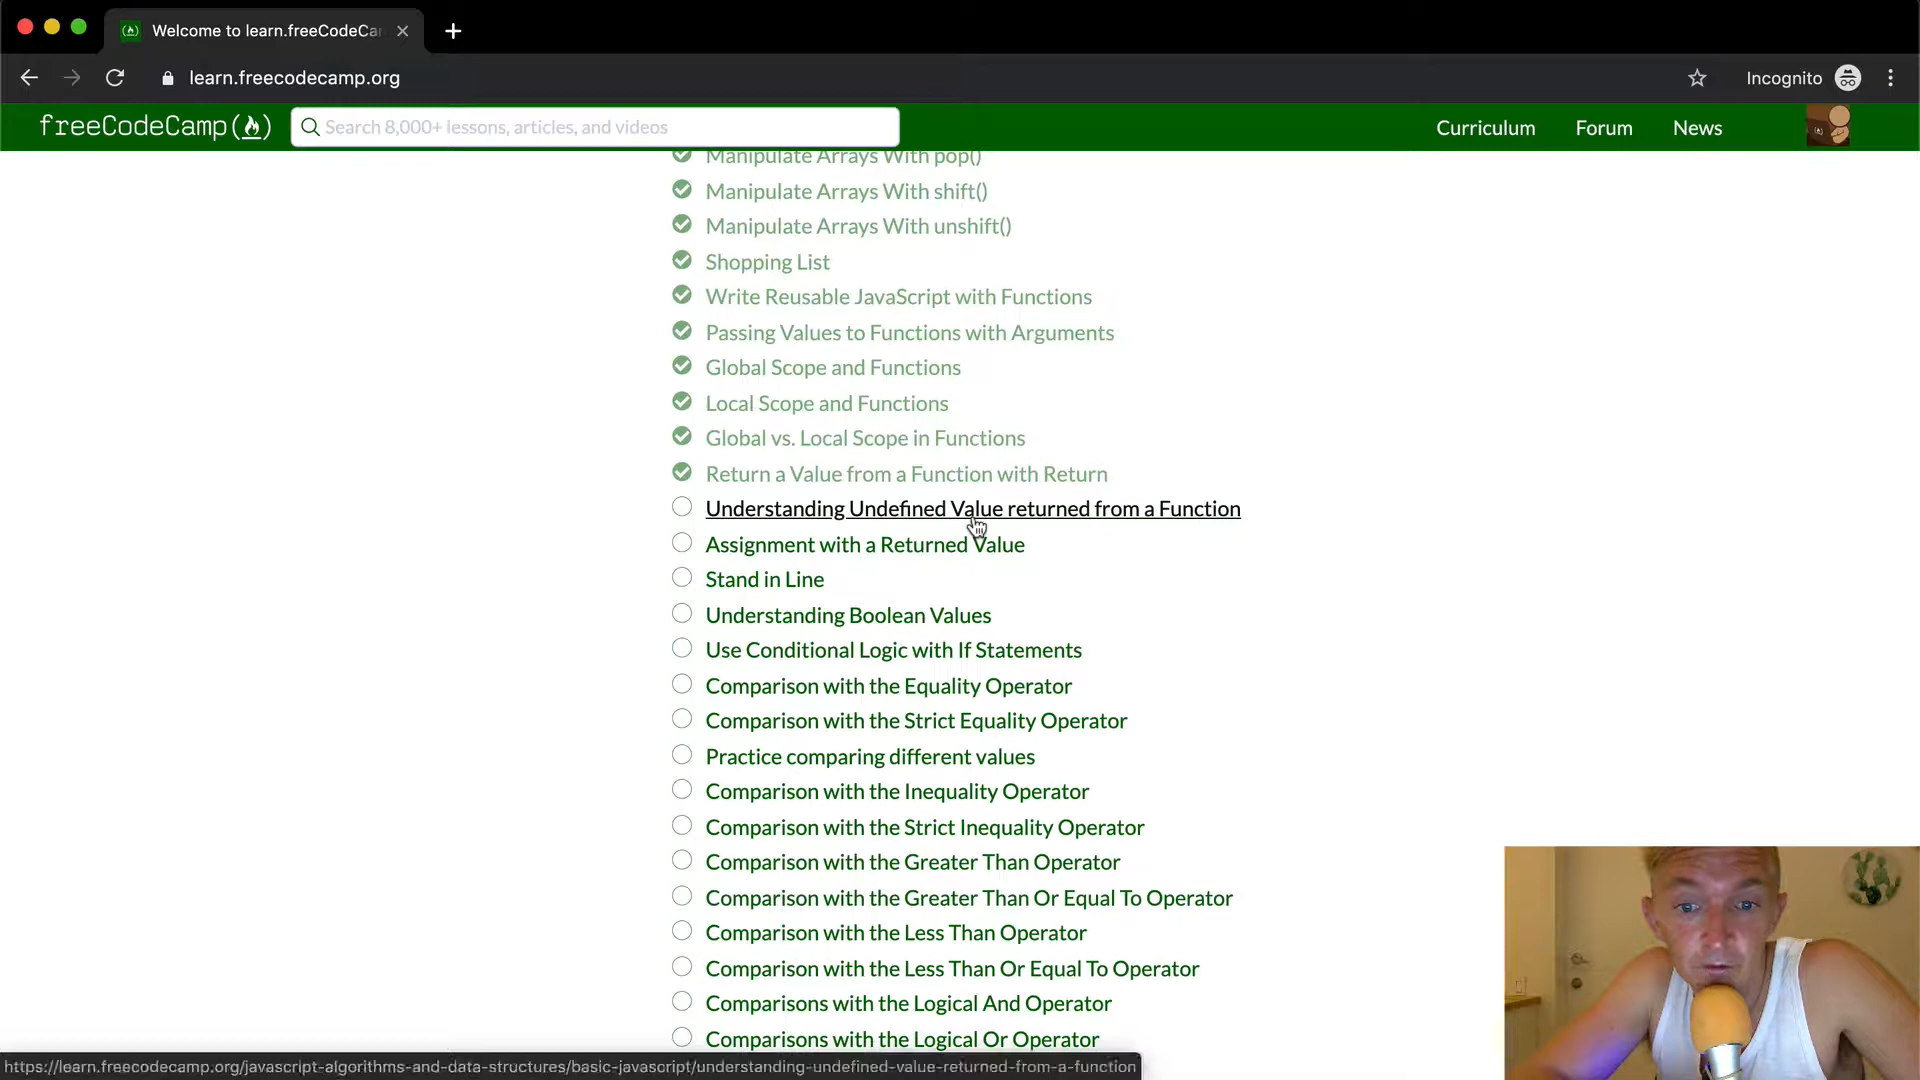 Welcome to learn.freeCodeCa
learn.freecodecamp.org
Incognito
freeCodeCamp
Search 8,000+ lessons, articles, and videos
Curriculum
Forum
News
Manipulate Arrays With pop()
Manipulate Arrays With shift()
Manipulate Arrays With unshift()
Shopping List
Write Reusable JavaScript with Functions
Passing Values to Functions with Arguments
Global Scope and Functions
Local Scope and Functions
Global vs. Local Scope in Functions
Return a Value from a Function with Return
Understanding Undefined Value returned from a Function
Assignment with a Returned Value
Stand in Line
Understanding Boolean Values
Use Conditional Logic with If Statements
Comparison with the Equality Operator
Comparison with the Strict Equality Operator
Practice comparing different values
Comparison with the Inequality Operator
Comparison with the Strict Inequality Operator
Comparison with the Greater Than Operator
Comparison with the Greater Than Or Equal To Operator
Comparison with the Less Than Operator
Comparison with the Less Than Or Equal To Operator
Comparisons with the Logical And Operator
Comparisons with the Logical Or Operator
https://learn.freecodecamp.org/javascript-algorithms-and-data-structures/basic-javascript/understanding-undefined-value-returned-from-a-function